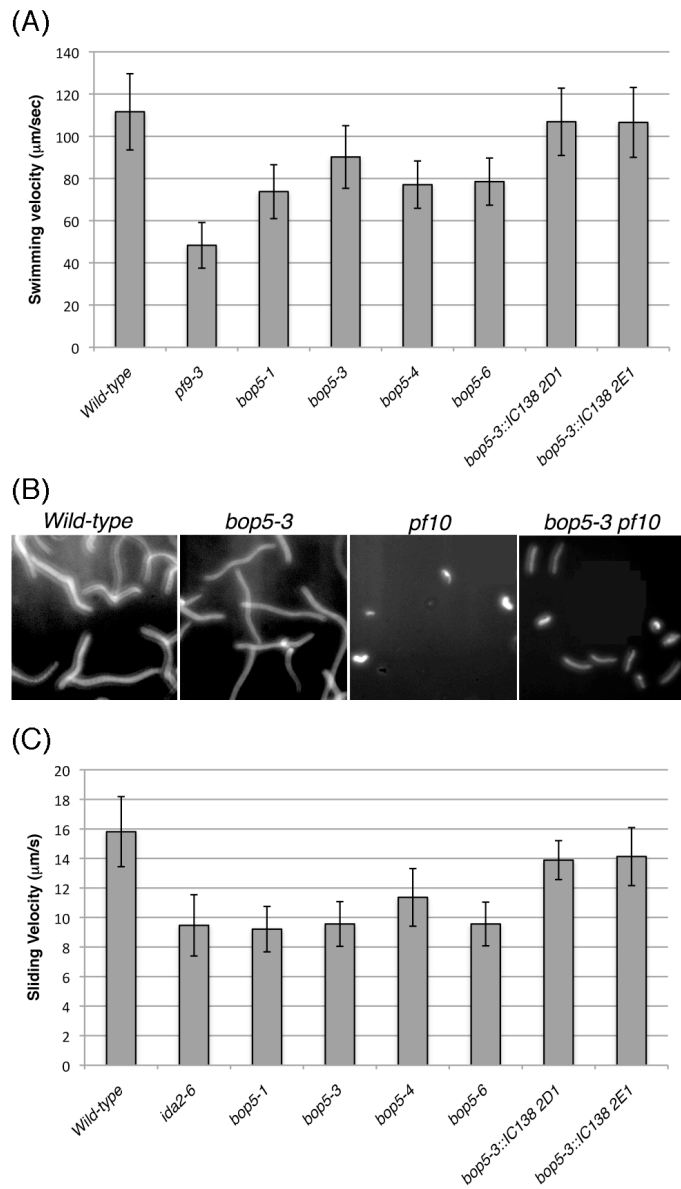 (A)
140
120
100
80
60
40
20
0
Swimming velocity (µm/sec)
Wild-type
pf9-3
bop5-1
bop5-3
bop5-4
bop5-6
bop5-3::IC138 2D1
bop5-3::IC138 2E1
(B)
Wild-type bop5-3 pf10 bop5-3 pf10
(C)
20
18
16
14
12
10
8
6
4
2
0
Sliding Velocity (µm/s)
Wild-type
ida2-6
bop5-1
bop5-3
bop5-4
bop5-6
bop5-3::IC138 2D1
bop5-3::IC138 2E1